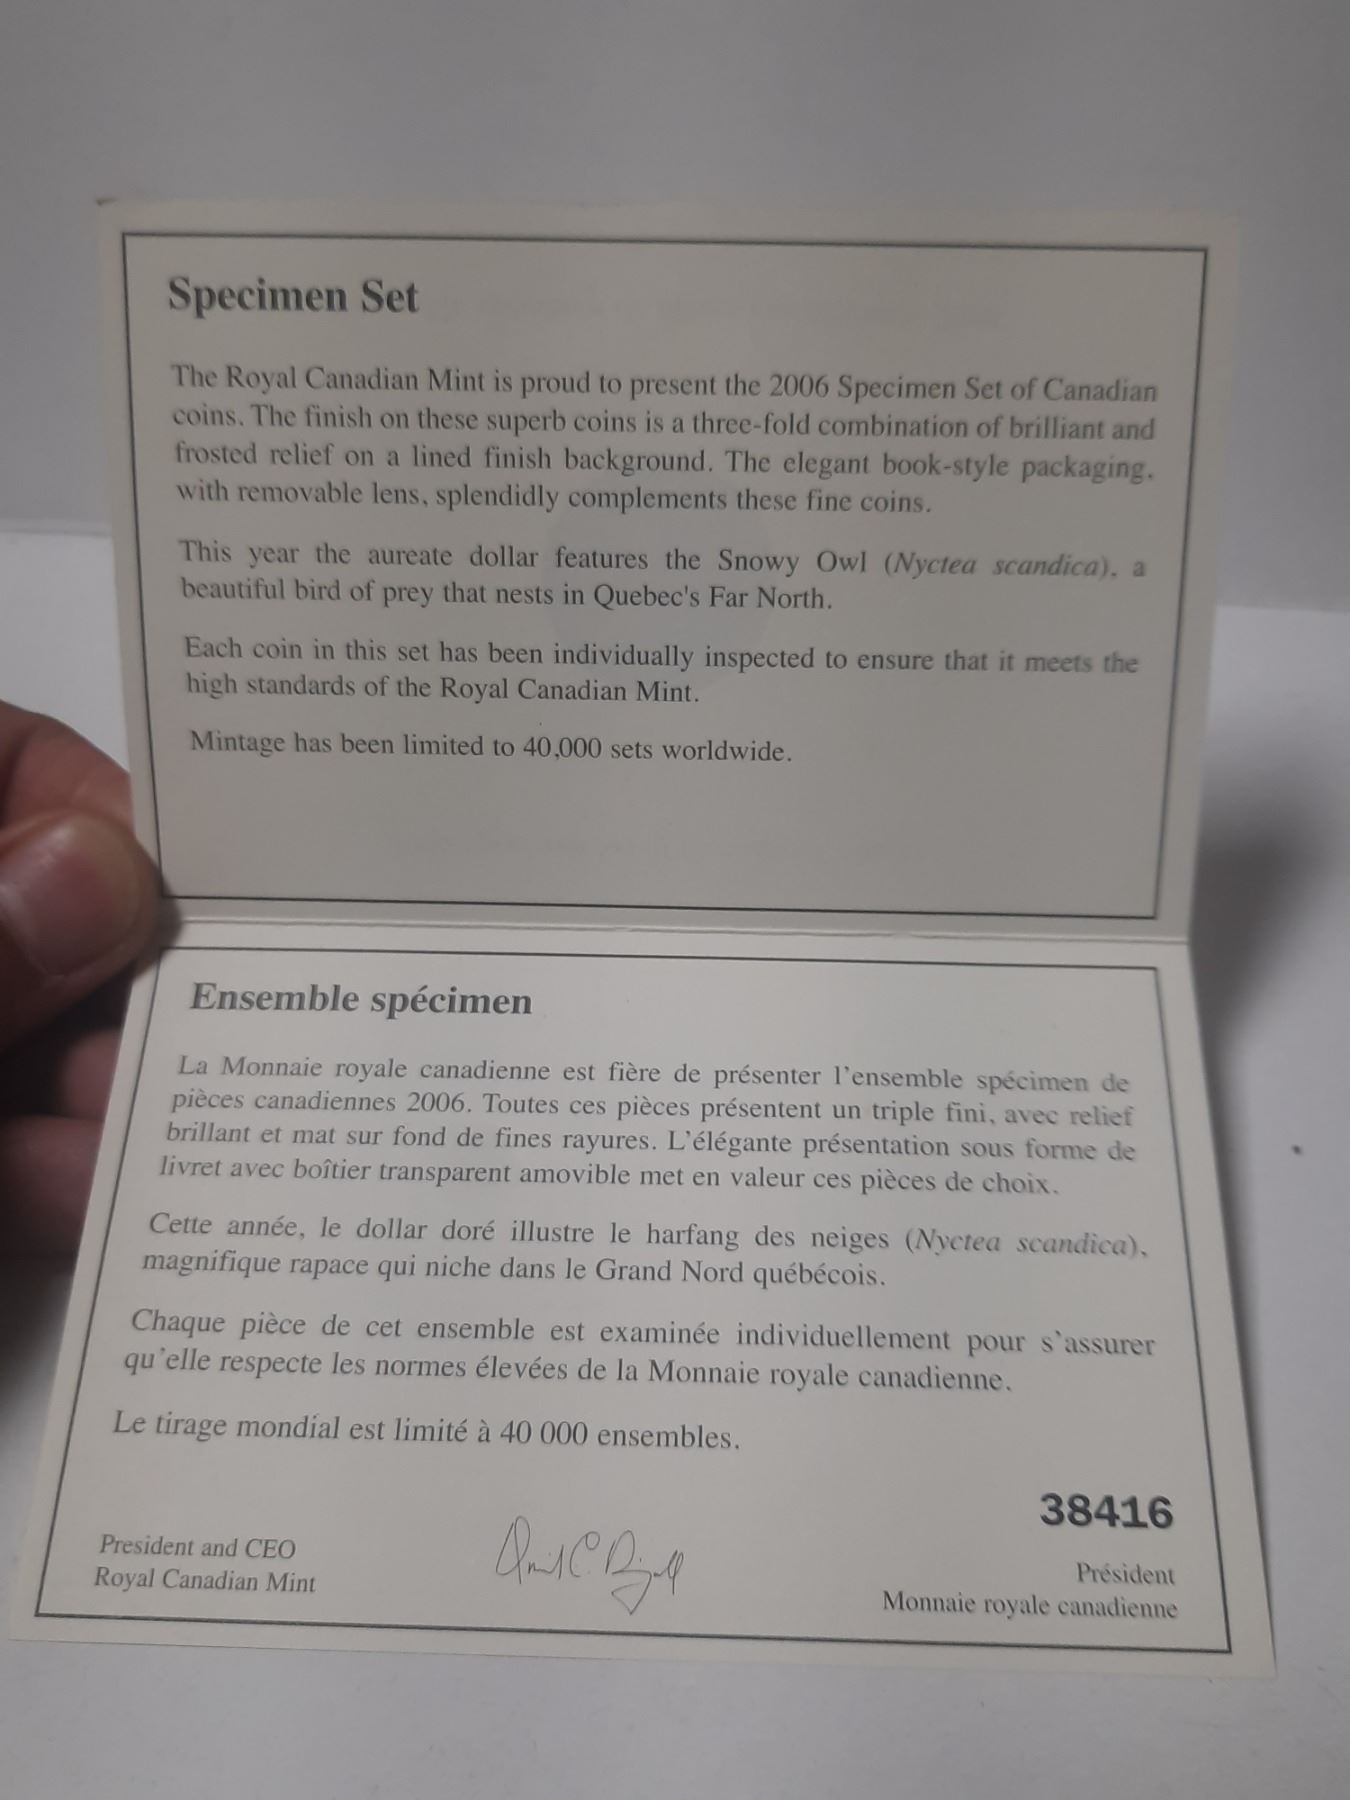 Specimen Set
The Royal Canadian Mint is proud to present the 2006 Specimen Set of Canadian
coins. The finish on these superb coins is a three-fold combination of brilliant and
frosted relief on a lined finish background. The elegant book-style packaging,
with removable lens, splendidly complements these fine coins.
This year the aureate dollar features the Snowy Owl (Nyctea scandica), a
beautiful bird of prey that nests in Quebec's Far North.
Each coin in this set has been individually inspected to ensure that it meets the
high standards of the Royal Canadian Mint.
Mintage has been limited to 40,000 sets worldwide.
Ensemble spécimen
La Monnaie royale canadienne est fière de présenter l'ensemble spécimen de
pièces canadiennes 2006. Toutes ces pièces présentent un triple fini, avec relief
brillant et mat sur fond de fines rayures. L'élégante présentation sous forme de
livret avec boîtier transparent amovible met en valeur ces pièces de choix.
Cette année, le dollar doré illustre le harfang des neiges (Nyctea scandica),
magnifique rapace qui niche dans le Grand Nord québécois.
Chaque pièce de cet ensemble est examinée individuellement pour s'assurer
qu'elle respecte les normes élevées de la Monnaie royale canadienne.
Le tirage mondial est limité à 40 000 ensembles.
38416
President and CEO
Royal Canadian Mint
Président
Monnaie royale canadienne